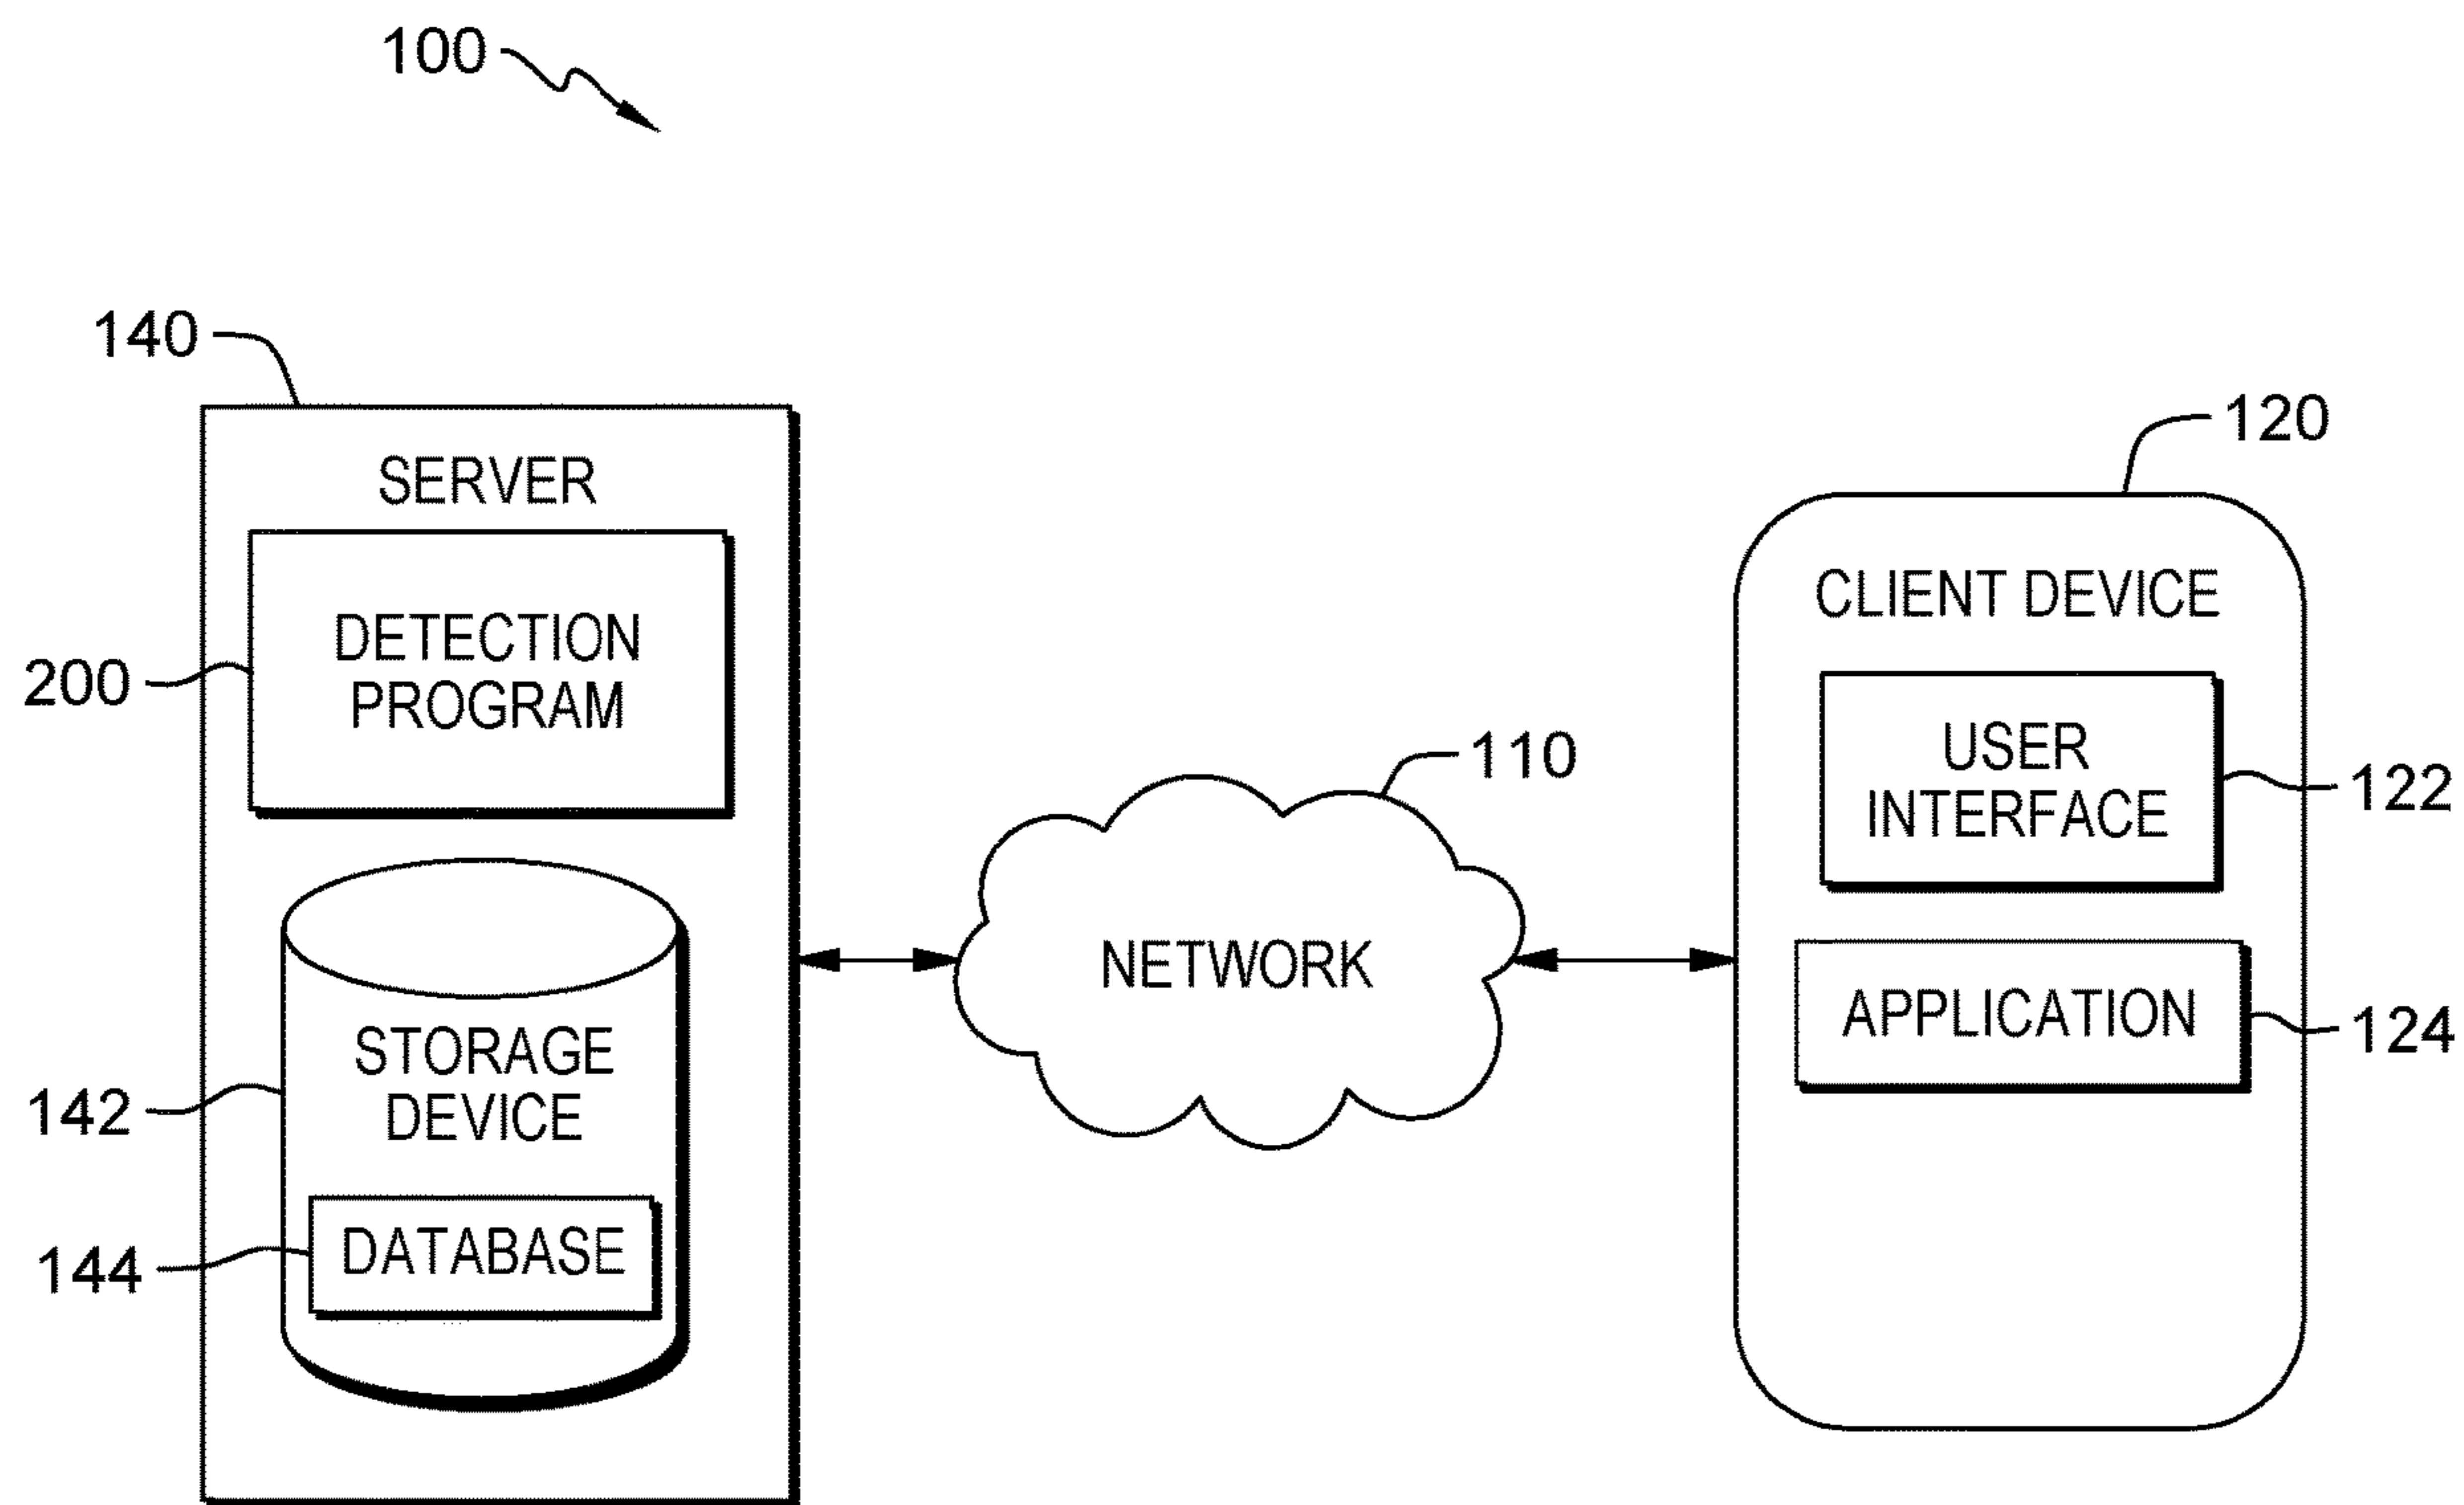 100
140
SERVER
DETECTION
PROGRAM
200
STORAGE
DEVICE
142
DATABASE
144
110
NETWORK
120
CLIENT DEVICE
USER
INTERFACE
122
APPLICATION
124